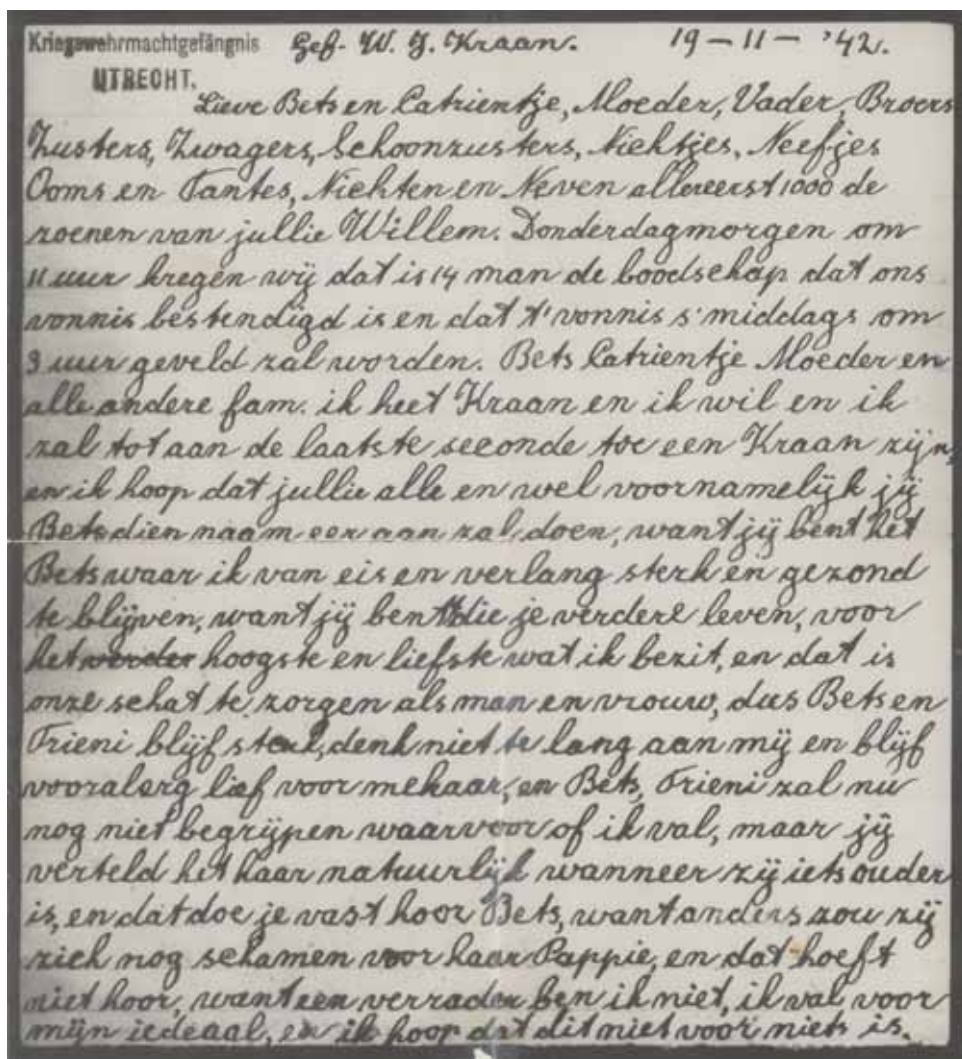 Kriegswehrmachtgefängnis Gef. W. J. Kraan. 19-11-'42.
UTRECHT.
Lieve Bets en Catrientje, Moeder, Vader, Broers
Zusters, Zwagers, Schoonzusters, Nichtjes, Neefjes
Ooms en Tantes, Nichten en Neven allereerst 1000 de
zoenen van jullie Willem. Donderdagmorgen om
11 uur kregen wij dat is 14 man de boodschap dat ons
vonnis bestendigd is en dat t' vonnis s'middags om
3 uur geveld zal worden. Bets Catrientje Moeder en
alle andere fam. ik heet Kraan en ik wil en ik
zal tot aan de laatste seconde toe een Kraan zijn,
en ik hoop dat jullie alle en wel voornamelijk jij
Bets dien naam eer aan zal doen, want jij bent het
Bets waar ik van eis en verlang sterk en gezond
te blijven, want jij bent die je verdere leven, voor
het verder hoogste en liefste wat ik bezit, en dat is
onze schat te zorgen als man en vrouw, dus Bets en
Trieni blijf sterk, denk niet te lang aan mij en blijf
vooral erg lief voor mekaar, en Bets, Trieni zal nu
nog niet begrijpen waarvoor of ik val, maar jij
verteld het haar natuurlijk wanneer zij iets ouder
is, en dat doe je vast hoor Bets, want anders zou zij
zich nog schamen voor haar Pappie, en dat hoeft
niet hoor, want een verrader ben ik niet, ik val voor
mijn iedeaal, en ik hoop dat dit niet voor niets is.